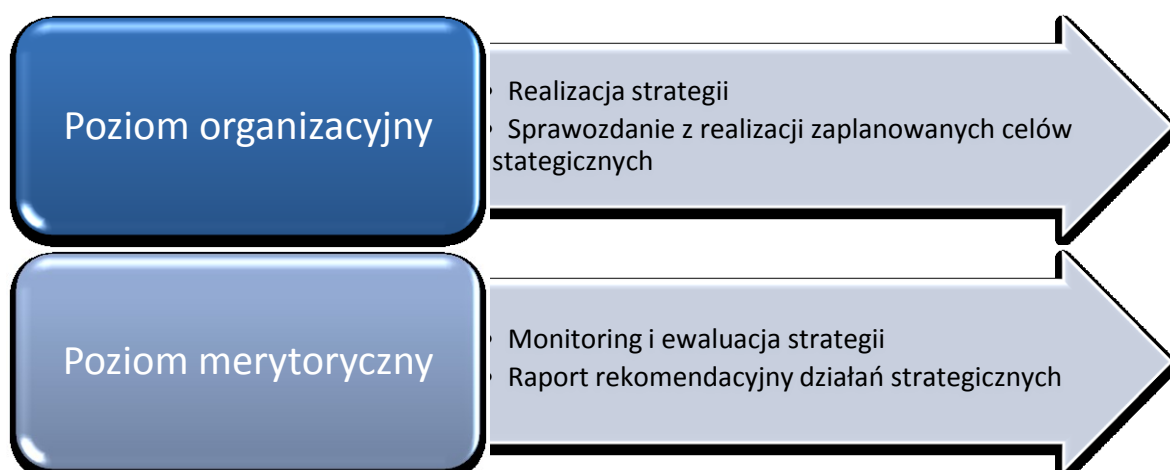 Poziom organizacyjny
• Realizacja strategii
• Sprawozdanie z realizacji zaplanowanych celów
stategicznych
Poziom merytoryczny
• Monitoring i ewaluacja strategii
• Raport rekomendacyjny działań strategicznych